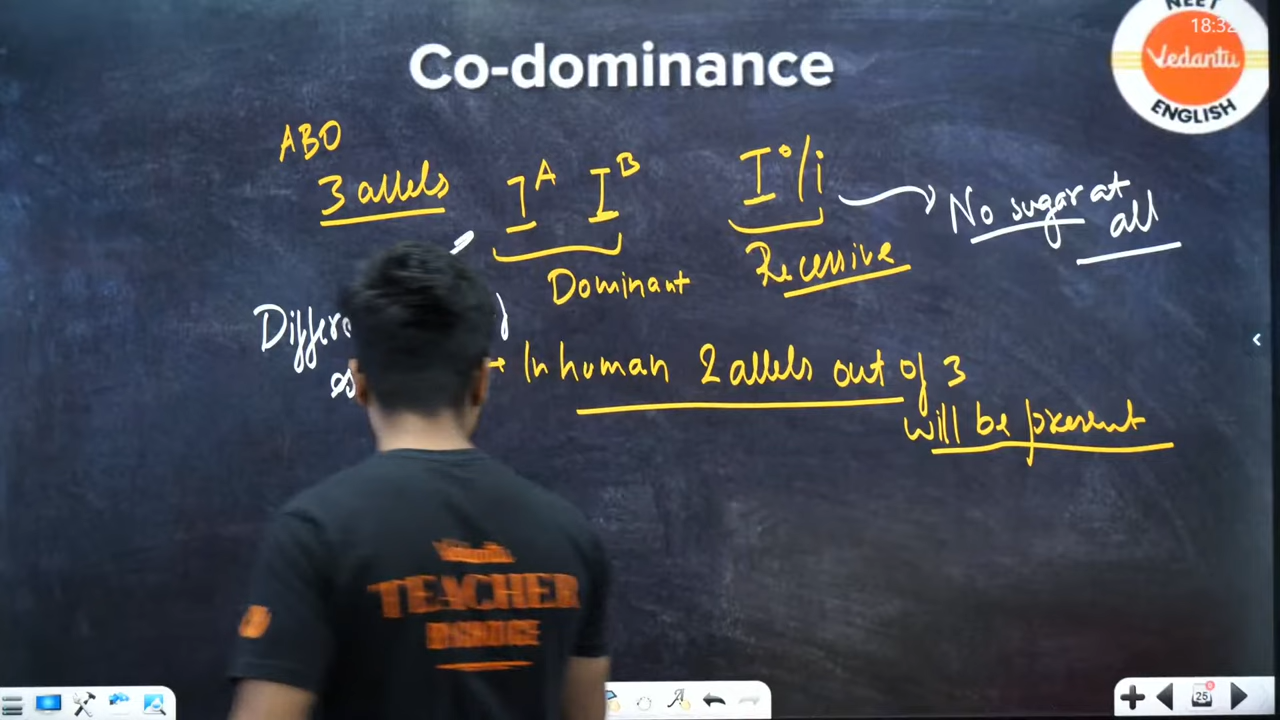 NEET
18:32
Vedantu
ENGLISH
Co-dominance
ABO
3 allels I^A I^B I^o/i No sugar at all
Dominant Recessive
In human 2 allels out of 3
will be present
TEACHER